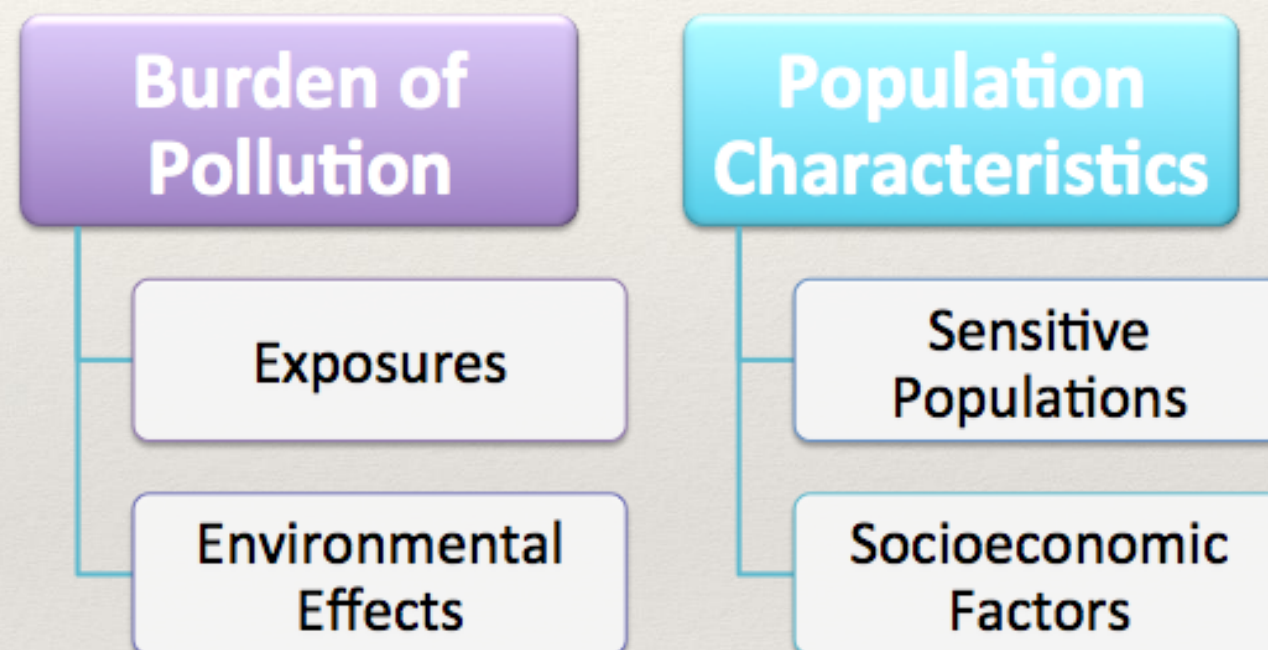 Burden of
Pollution
Exposures
Environmental
Effects
Population
Characteristics
Sensitive
Populations
Socioeconomic
Factors